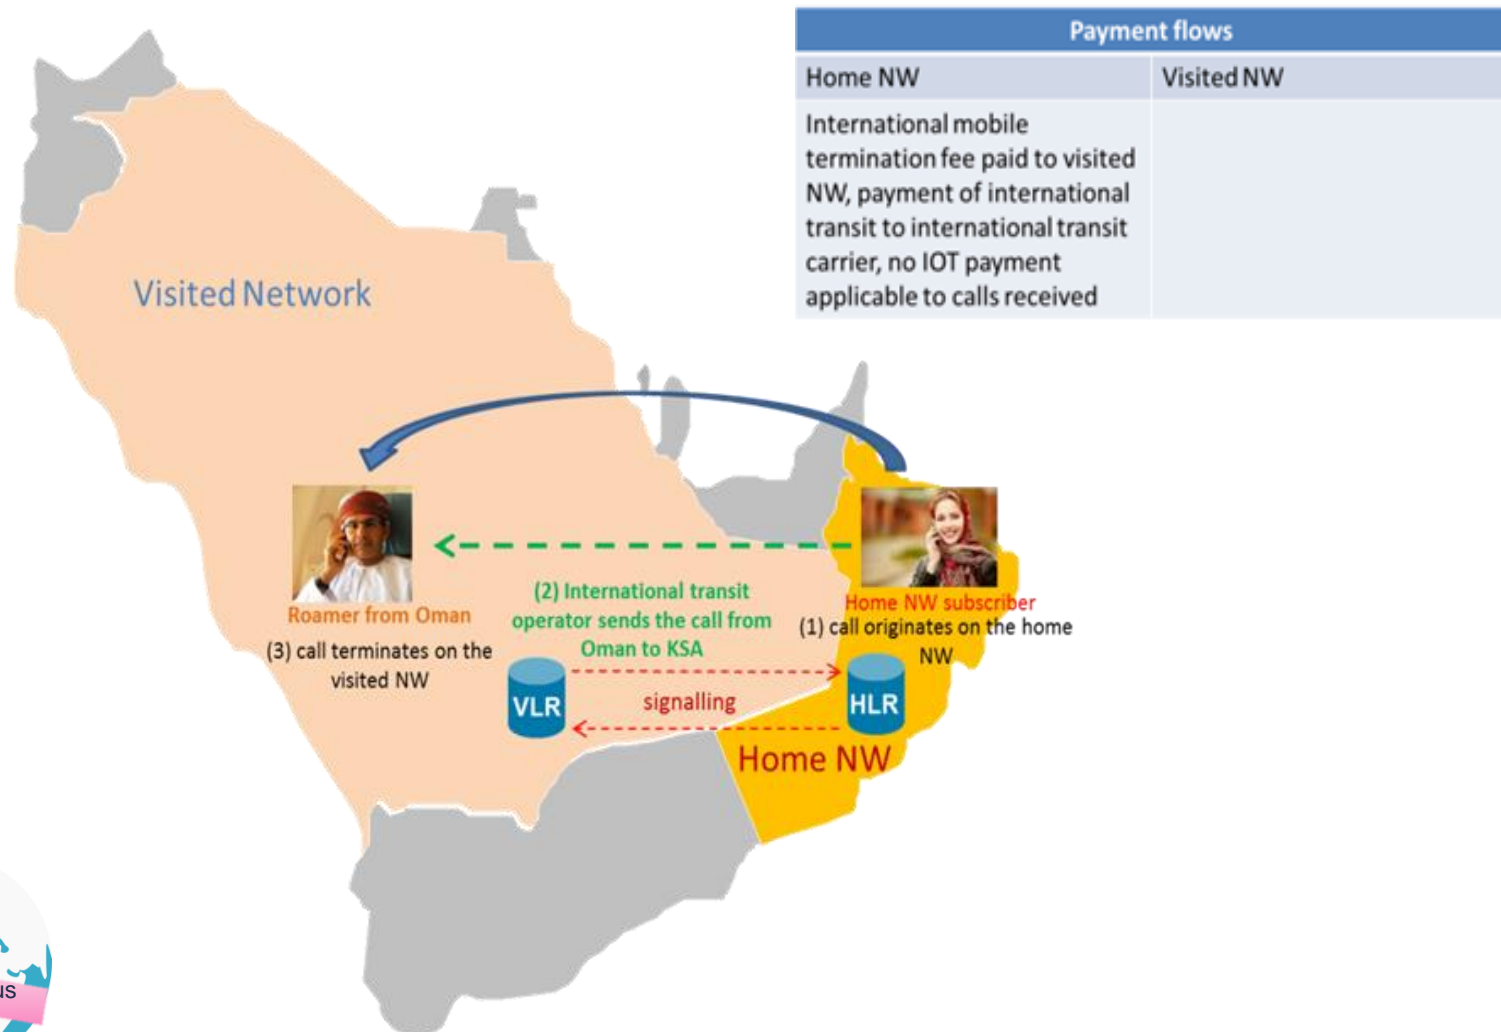 Payment flows
Home NW
Visited NW
International mobile
termination fee paid to visited
NW, payment of international
transit to international transit
carrier, no IOT payment
applicable to calls received
Visited Network
Roamer from Oman
(3) call terminates on the
visited NW
(2) International transit
operator sends the call from
Oman to KSA
Home NW subscriber
(1) call originates on the home
NW
VLR
signalling
HLR
Home NW